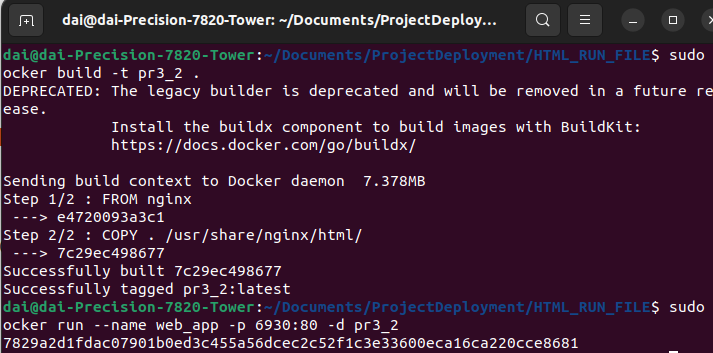 dai@dai-Precision-7820-Tower: ~/Documents/ProjectDeploy...
dai@dai-Precision-7820-Tower:~/Documents/ProjectDeployment/HTML_RUN_FILE$ sudo
ocker build -t pr3_2 .
DEPRECATED: The legacy builder is deprecated and will be removed in a future re
ease.
Install the buildx component to build images with BuildKit:
https://docs.docker.com/go/buildx/
Sending build context to Docker daemon  7.378MB
Step 1/2 : FROM nginx
---> e4720093a3c1
Step 2/2 : COPY . /usr/share/nginx/html/
---> 7c29ec498677
Successfully built 7c29ec498677
Successfully tagged pr3_2:latest
dai@dai-Precision-7820-Tower:~/Documents/ProjectDeployment/HTML_RUN_FILE$ sudo
ocker run --name web_app -p 6930:80 -d pr3_2
7829a2d1fdac07901b0ed3c455a56dcec2c52f1c3e33600eca16ca220cce8681